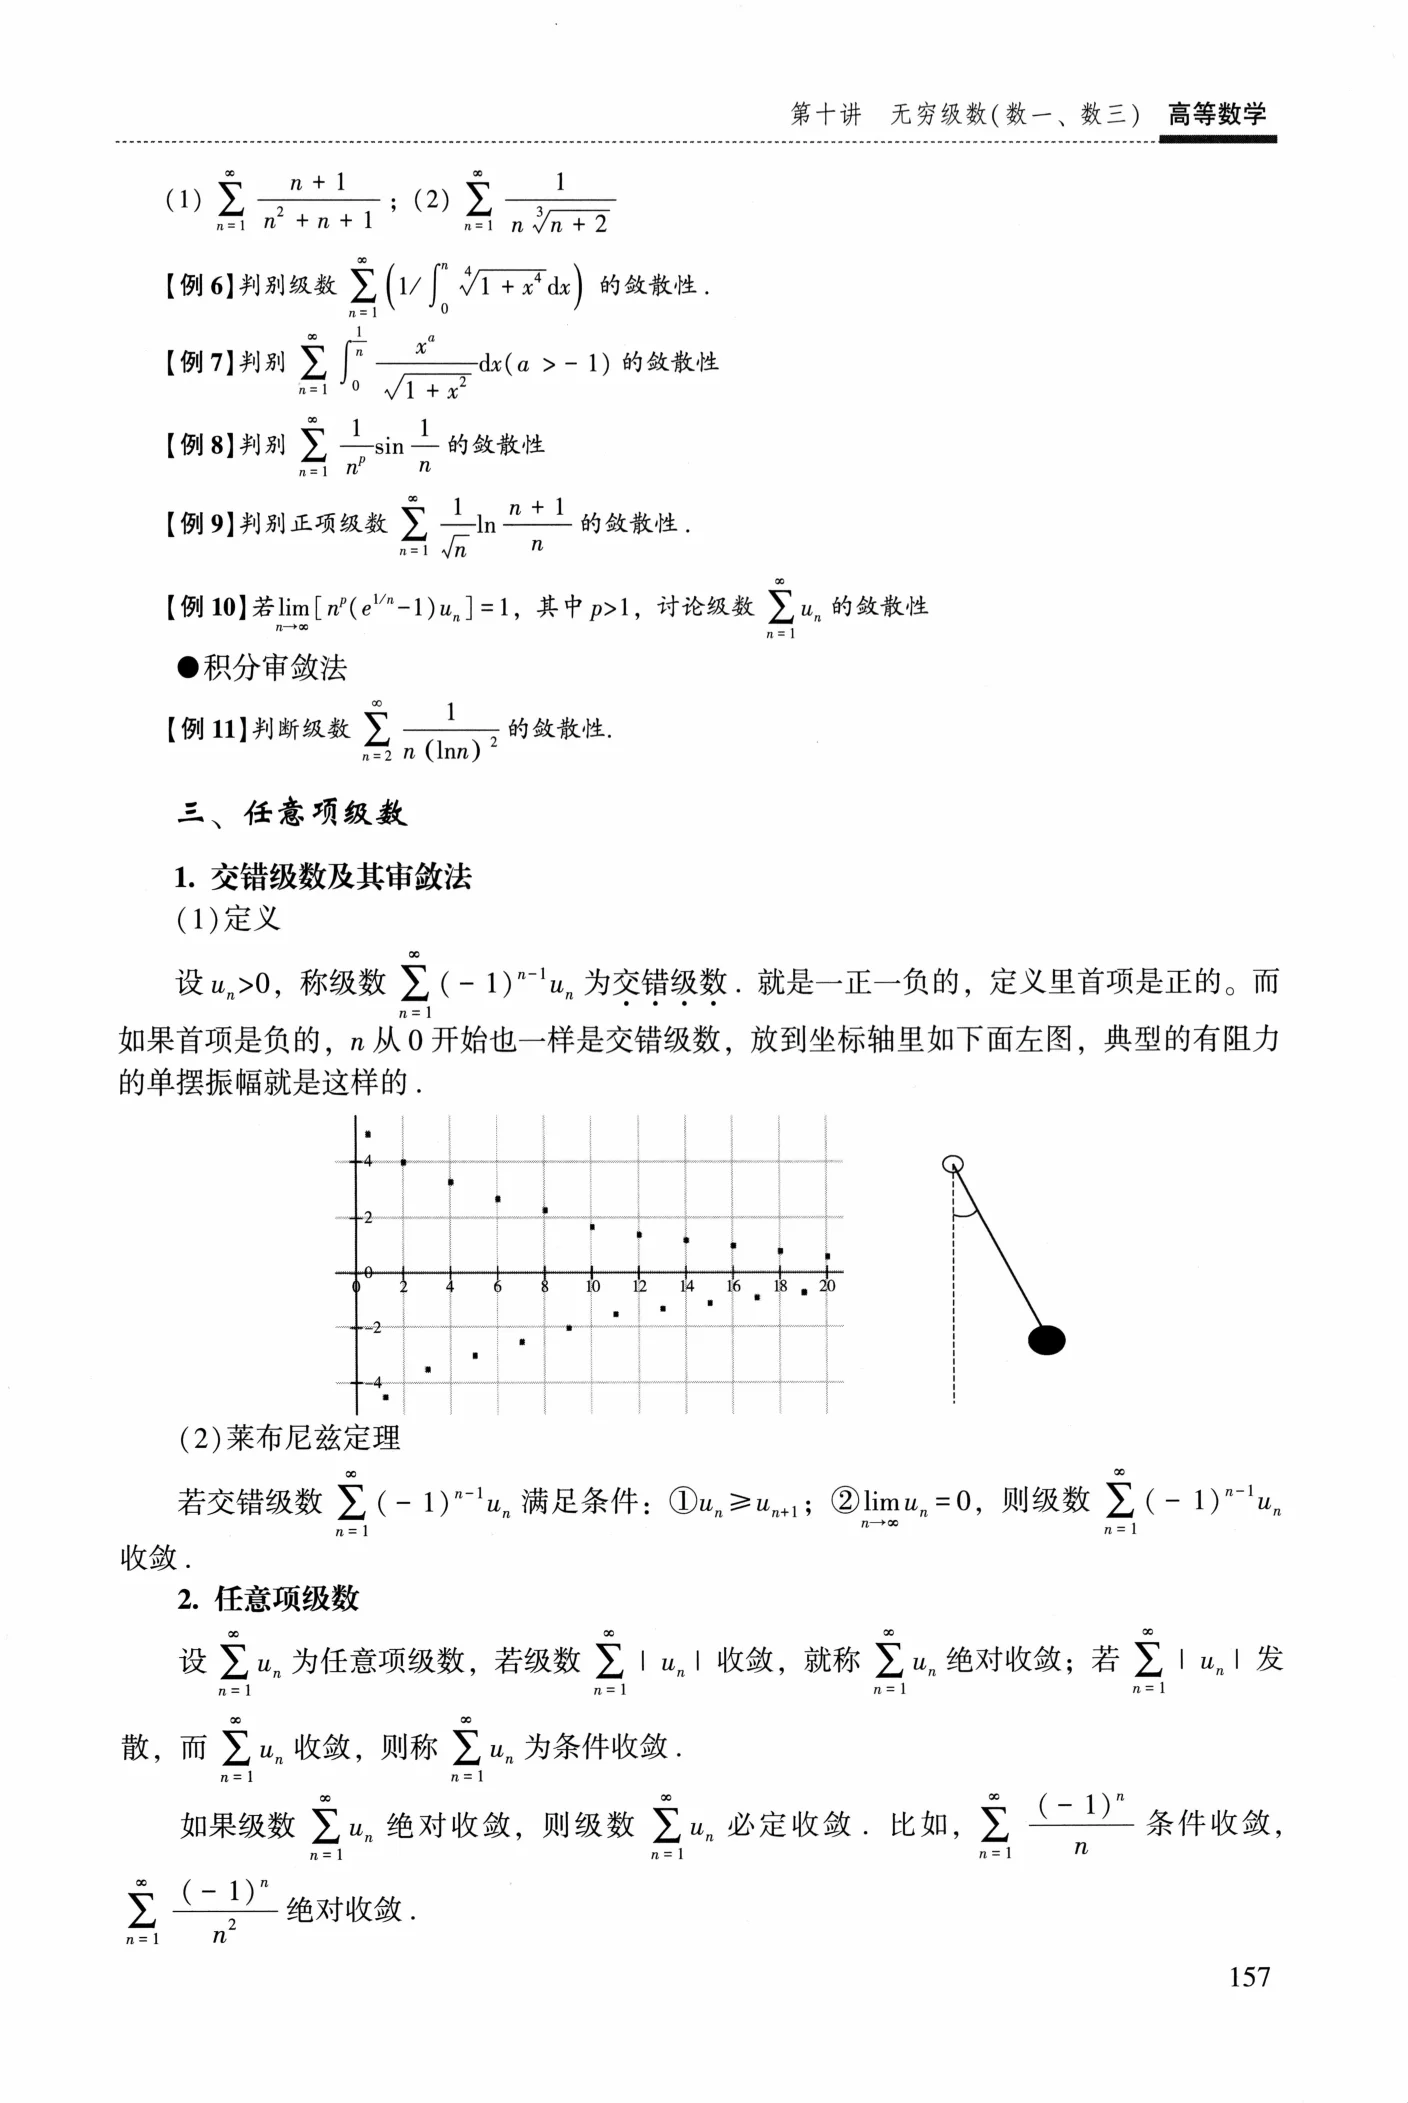 第十讲 无穷级数(数一、数三) 高等数学
(1) $\sum_{n=1}^{\infty} \frac{n+1}{n^2+n+1}$；(2) $\sum_{n=1}^{\infty} \frac{1}{n\sqrt[3]{n+2}}$
【例 6】判别级数 $\sum_{n=1}^{\infty} \left(1/\int_0^n \sqrt[4]{1+x^4}dx\right)$ 的敛散性.
【例 7】判别 $\sum_{n=1}^{\infty} \int_0^{\frac{1}{n}} \frac{x^a}{\sqrt{1+x^2}}dx(a>-1)$ 的敛散性
【例 8】判别 $\sum_{n=1}^{\infty} \frac{1}{n^p}\sin\frac{1}{n}$ 的敛散性
【例 9】判别正项级数 $\sum_{n=1}^{\infty} \frac{1}{\sqrt{n}}\ln\frac{n+1}{n}$ 的敛散性.
【例 10】若$\lim_{n\to\infty}[n^p(e^{1/n}-1)u_n]=1$，其中 p>1，讨论级数 $\sum_{n=1}^{\infty} u_n$ 的敛散性
●积分审敛法
【例 11】判断级数 $\sum_{n=2}^{\infty} \frac{1}{n(\ln n)^2}$ 的敛散性.
三、任意项级数
1. 交错级数及其审敛法
(1)定义
设 $u_n$>0，称级数 $\sum_{n=1}^{\infty}(-1)^{n-1}u_n$ 为交错级数. 就是一正一负的，定义里首项是正的。而
如果首项是负的，n 从 0 开始也一样是交错级数，放到坐标轴里如下面左图，典型的有阻力
的单摆振幅就是这样的.
4
2
0
0 2 4 6 8 10 12 14 16 18 20
-2
-4
(2)莱布尼兹定理
若交错级数 $\sum_{n=1}^{\infty}(-1)^{n-1}u_n$ 满足条件：①$u_n \geqslant u_{n+1}$；②$\lim_{n\to\infty}u_n=0$，则级数 $\sum_{n=1}^{\infty}(-1)^{n-1}u_n$
收敛.
2. 任意项级数
设 $\sum_{n=1}^{\infty} u_n$ 为任意项级数，若级数 $\sum_{n=1}^{\infty} |u_n|$ 收敛，就称 $\sum_{n=1}^{\infty} u_n$ 绝对收敛；若 $\sum_{n=1}^{\infty} |u_n|$ 发
散，而 $\sum_{n=1}^{\infty} u_n$ 收敛，则称 $\sum_{n=1}^{\infty} u_n$ 为条件收敛.
如果级数 $\sum_{n=1}^{\infty} u_n$ 绝对收敛，则级数 $\sum_{n=1}^{\infty} u_n$ 必定收敛. 比如，$\sum_{n=1}^{\infty} \frac{(-1)^n}{n}$ 条件收敛，
$\sum_{n=1}^{\infty} \frac{(-1)^n}{n^2}$ 绝对收敛.
157